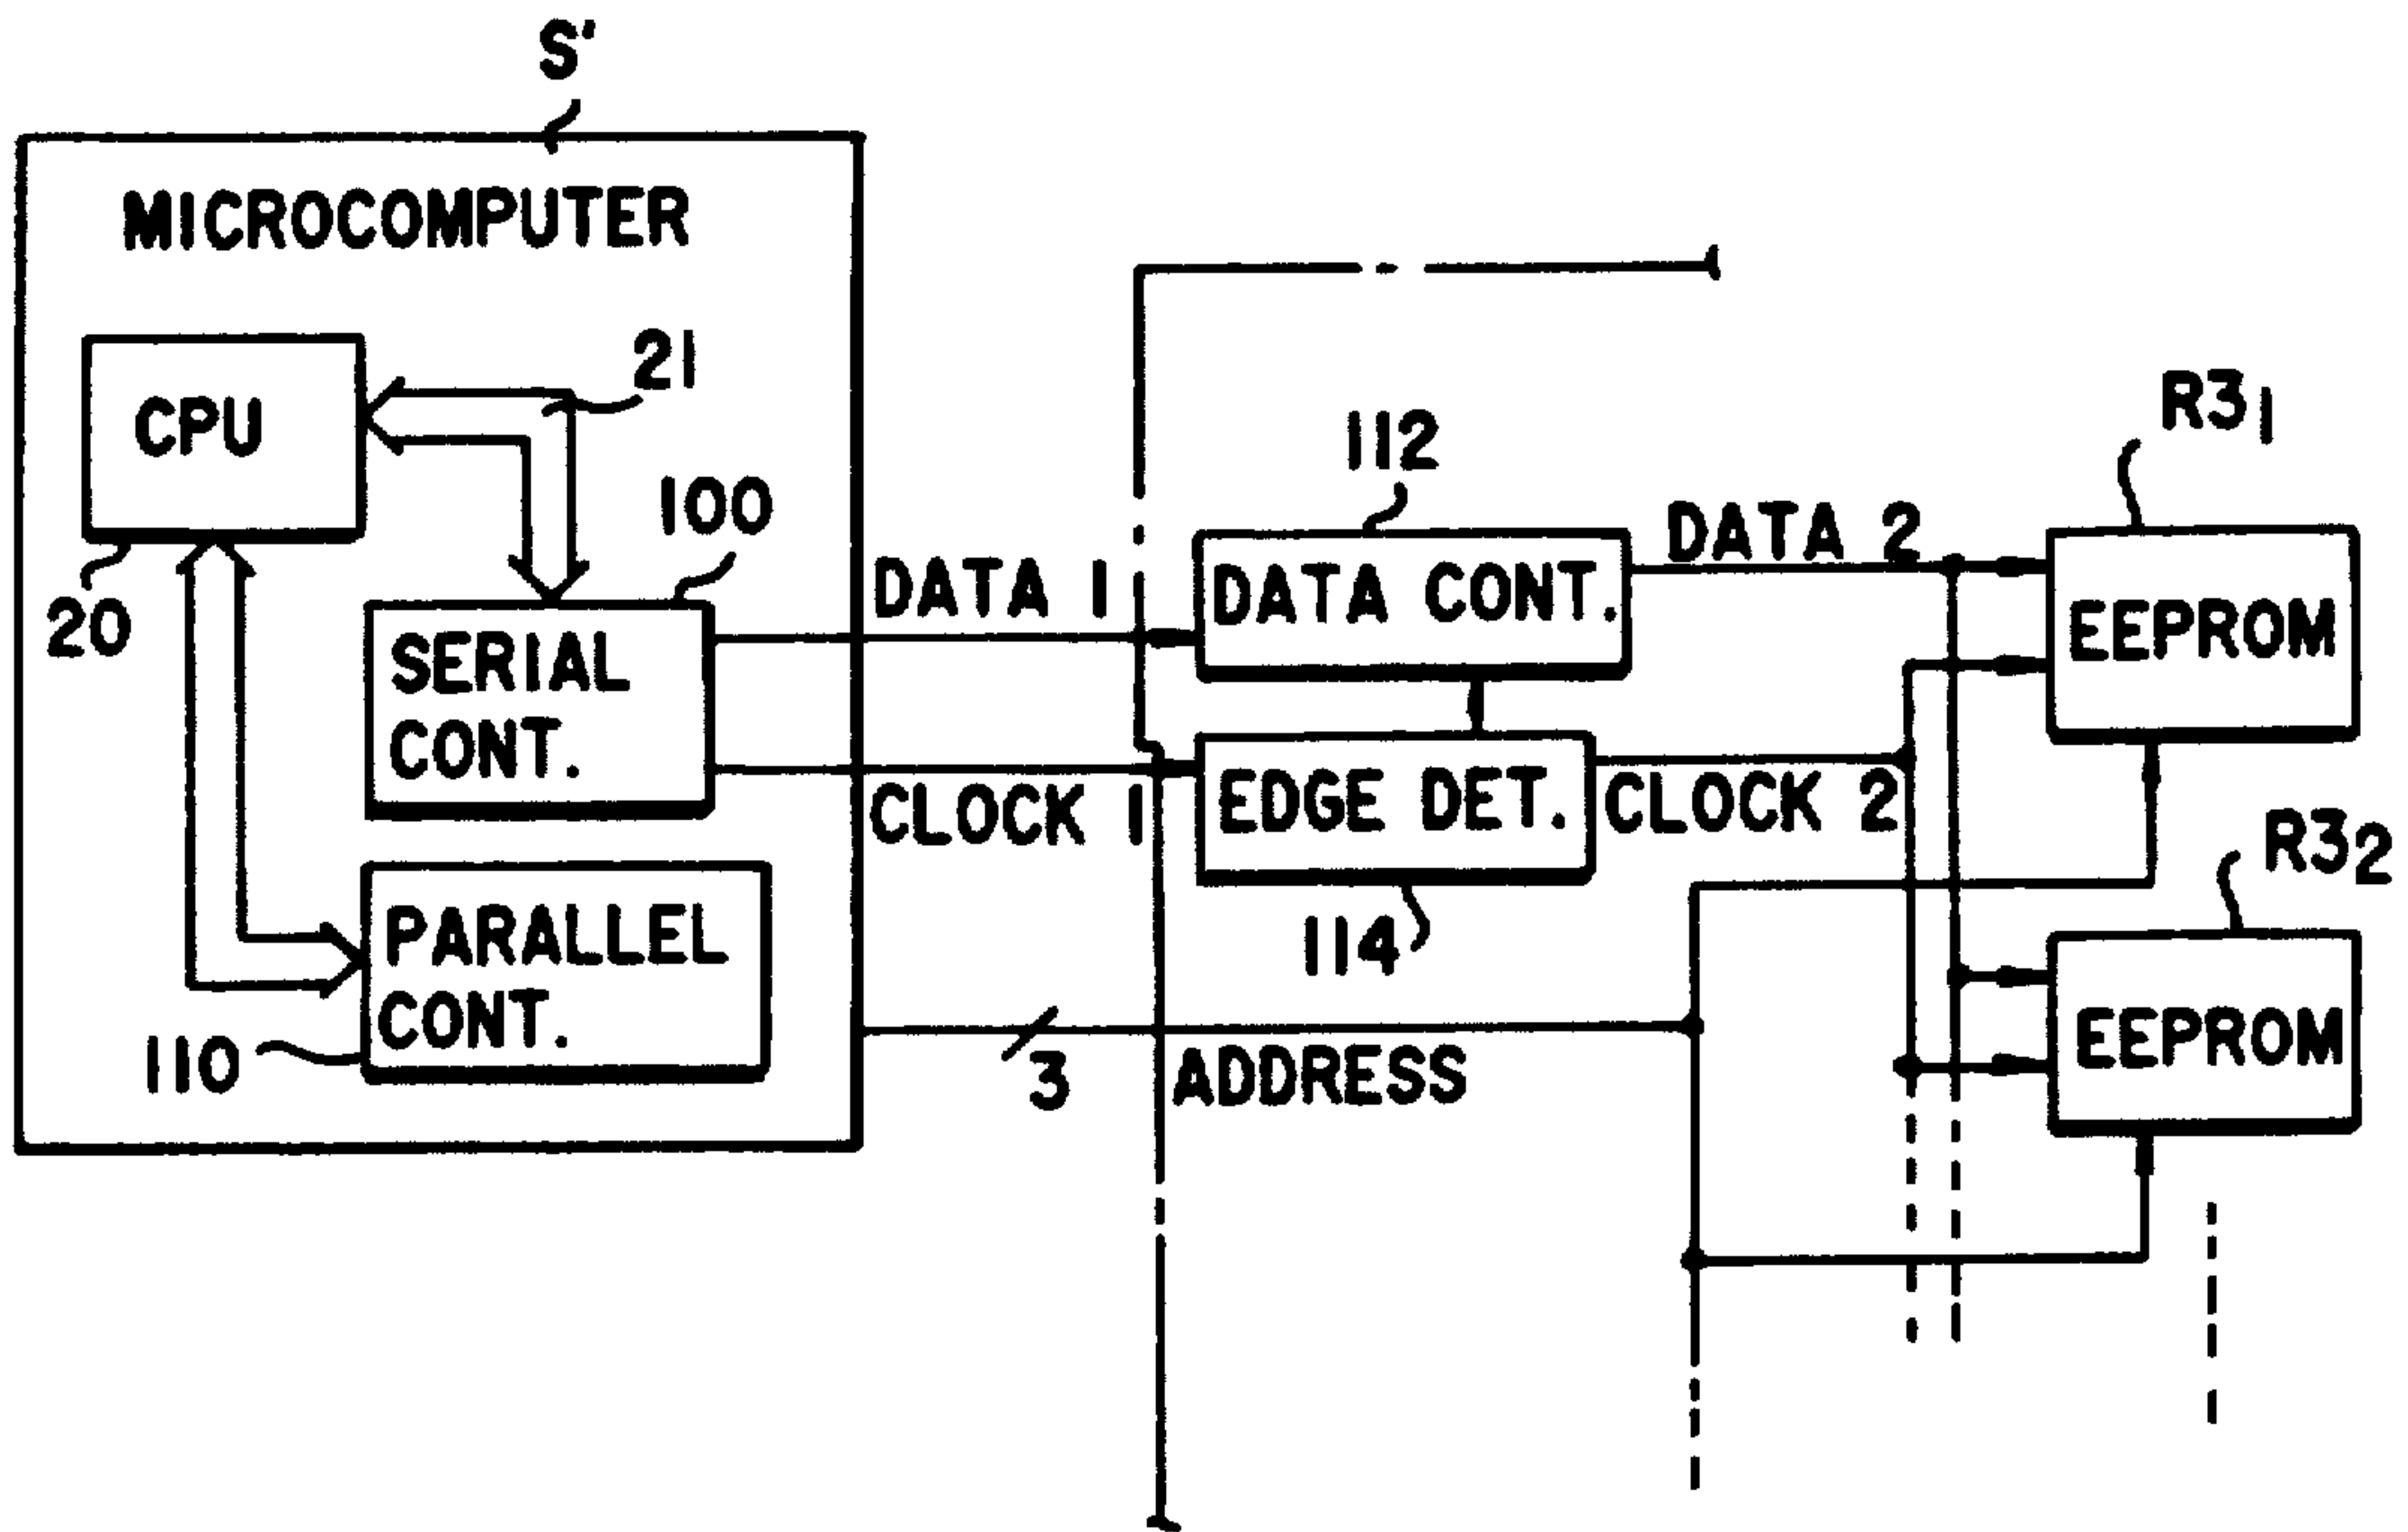 S'
MICROCOMPUTER
CPU
21
20
100
SERIAL
CONT.
PARALLEL
CONT.
110
DATA 1
CLOCK 1
3
ADDRESS
112
DATA CONT.
EDGE DET.
114
DATA 2
CLOCK 2
R31
EEPROM
R32
EEPROM